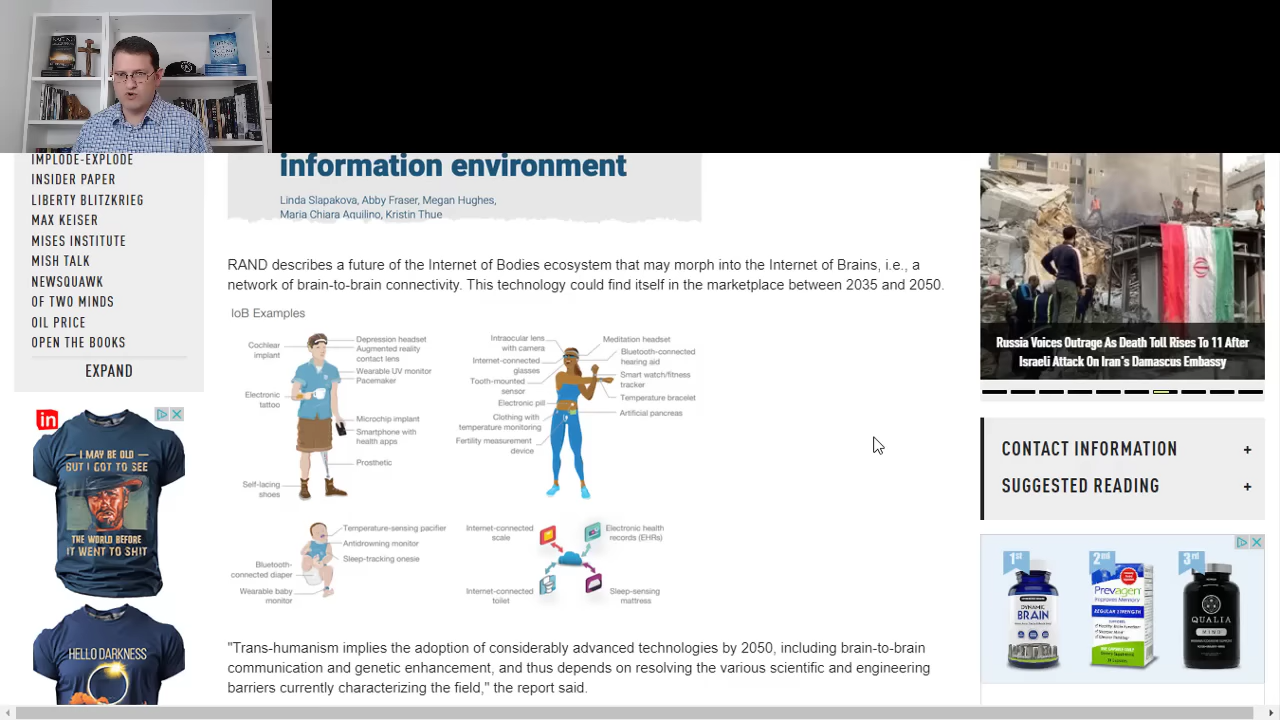 information environment
Linda Slapakova, Abby Fraser, Megan Hughes,
Maria Chiara Aquilino, Kristin Thue
IMPLODE-EXPLODE
INSIDER PAPER
LIBERTY BLITZKRIEG
MAX KEISER
MISES INSTITUTE
MISH TALK
NEWSQUAWK
OF TWO MINDS
OIL PRICE
OPEN THE BOOKS
EXPAND
in
I MAY BE OLD
BUT I GOT TO SEE
THE WORLD BEFORE
IT WENT TO SH!T
HELLO DARKNESS
RAND describes a future of the Internet of Bodies ecosystem that may morph into the Internet of Brains, i.e., a
network of brain-to-brain connectivity. This technology could find itself in the marketplace between 2035 and 2050.
IoB Examples
Cochlear
implant
Depression headset
Augmented reality
contact lens
Wearable UV monitor
Pacemaker
Electronic
tattoo
Microchip implant
Smartphone with
health apps
Prosthetic
Self-lacing
shoes
Intraocular lens
with camera
Internet-connected
glasses
Tooth-mounted
sensor
Electronic pill
Clothing with
temperature monitoring
Fertility measurement
device
Meditation headset
Bluetooth-connected
hearing aid
Smart watch/fitness
tracker
Temperature bracelet
Artificial pancreas
Temperature-sensing pacifier
Antidrowning monitor
Sleep-tracking onesie
Bluetooth-
connected diaper
Wearable baby
monitor
Internet-connected
scale
Electronic health
records (EHRs)
Internet-connected
toilet
Sleep-sensing
mattress
"Trans-humanism implies the adoption of considerably advanced technologies by 2050, including brain-to-brain
communication and genetic enhancement, and thus depends on resolving the various scientific and engineering
barriers currently characterizing the field," the report said.
Russia Voices Outrage As Death Toll Rises To 11 After
Israeli Attack On Iran's Damascus Embassy
CONTACT INFORMATION +
SUGGESTED READING +
1st
2nd
3rd
DYNAMIC
BRAIN
Prevagen
Improves Memory
REGULAR STRENGTH
QUALIA
MIND